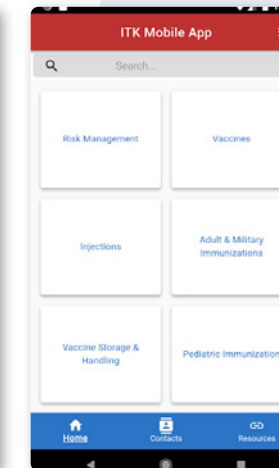 ITK Mobile App
Search...
Risk Management
Vaccines
Injections
Adult & Military
Immunizations
Vaccine Storage &
Handling
Pediatric Immunization
Home
Contacts
Resources